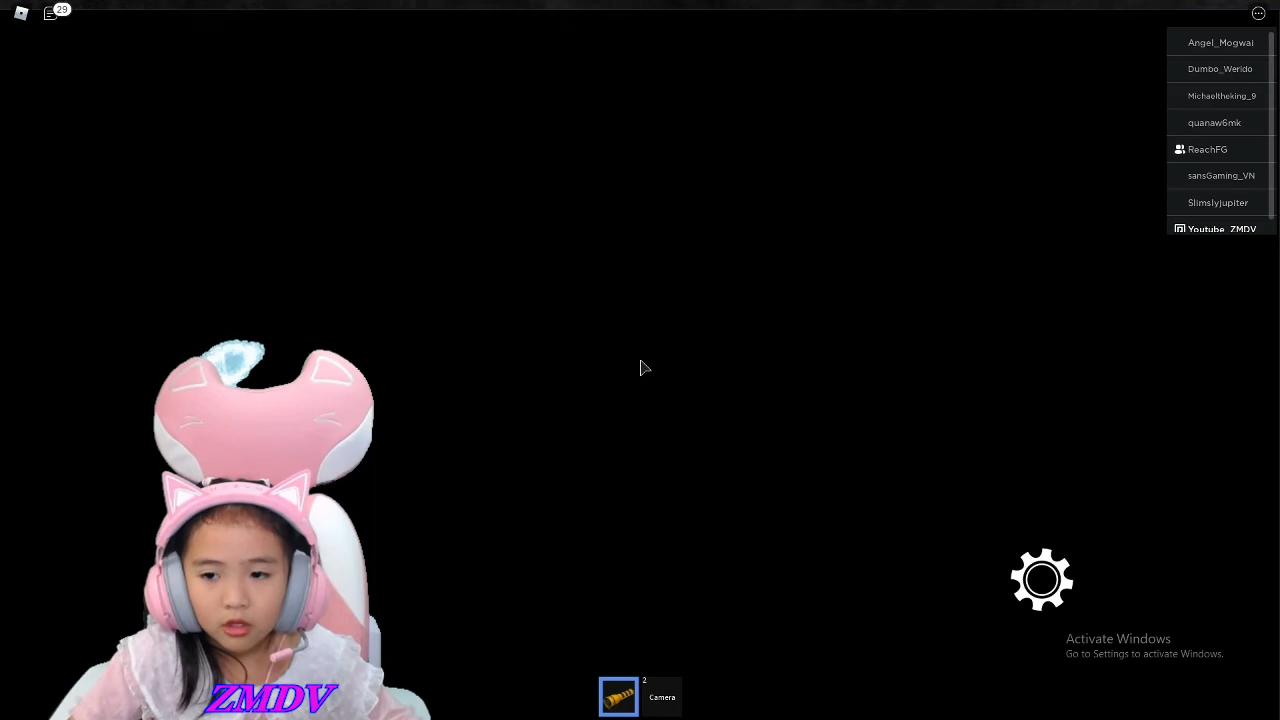 29
Angel_Mogwai
Dumbo_Werido
Michaeltheking_9
quanaw6mk
ReachFG
sansGaming_VN
Slimslyjupiter
Youtube_ZMDV
Activate Windows
Go to Settings to activate Windows.
2
Camera
ZMDV